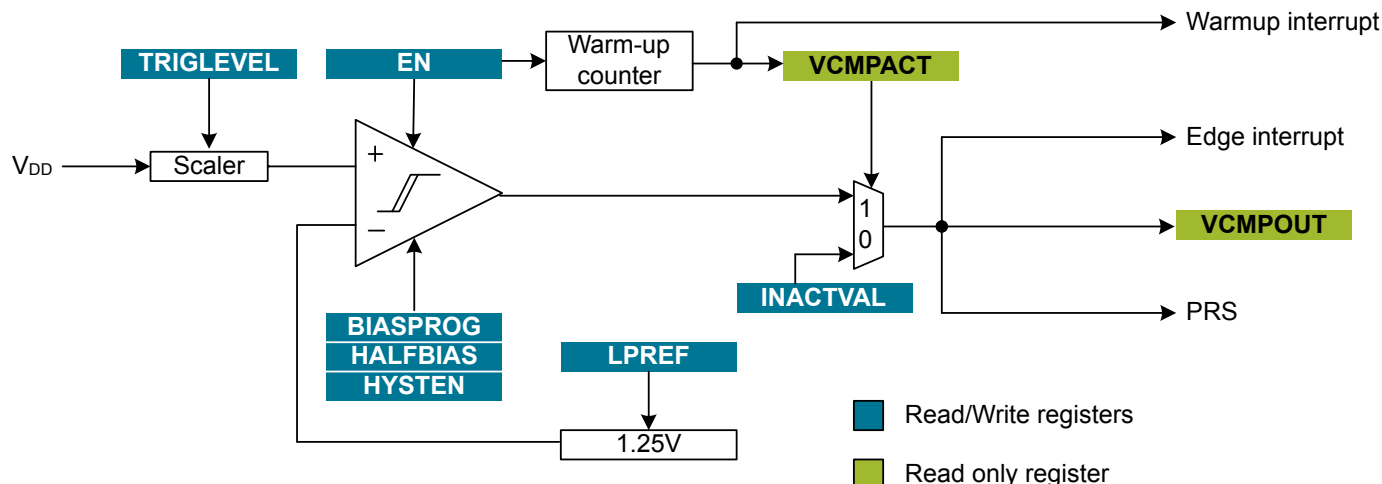 Warm-up
counter
Warmup interrupt
TRIGLEVEL
EN
VCMPACT
VDD
Scaler
+
−
1
0
Edge interrupt
VCMPOUT
PRS
INACTVAL
BIASPROG
HALFBIAS
HYSTEN
LPREF
1.25V
Read/Write registers
Read only register